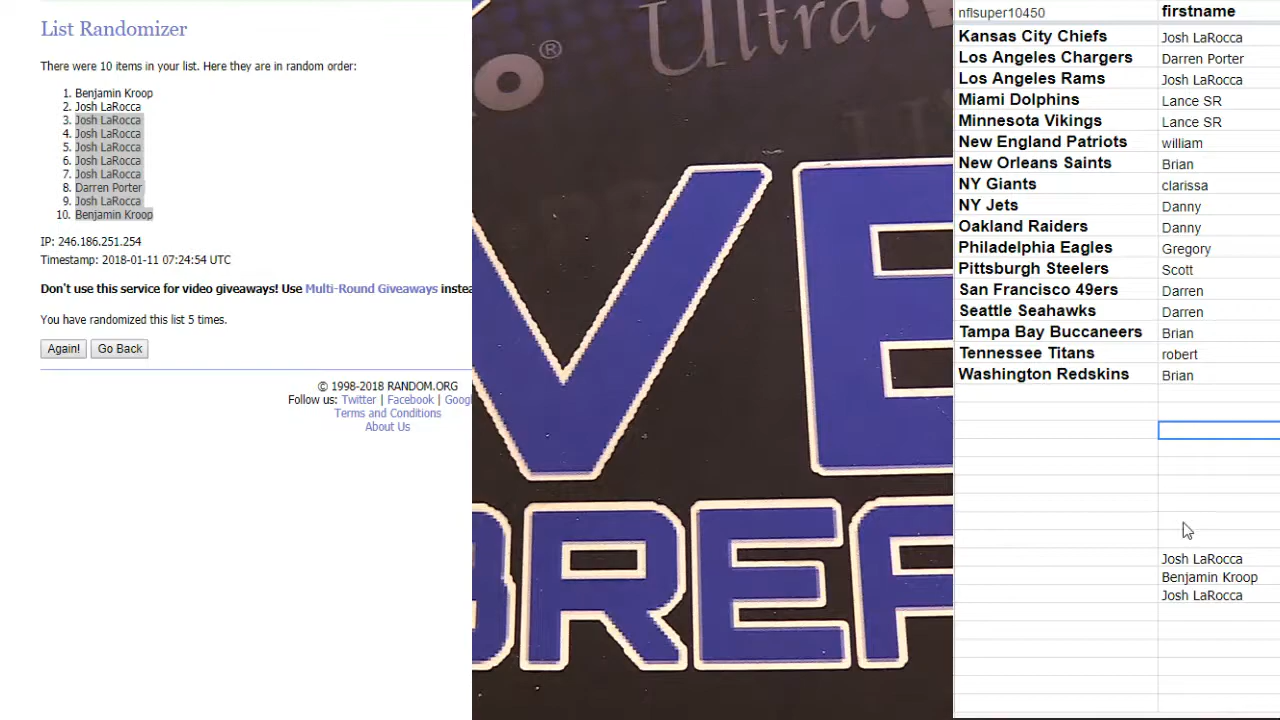 List Randomizer
There were 10 items in your list. Here they are in random order:
1. Benjamin Kroop
2. Josh LaRocca
3. Josh LaRocca
4. Josh LaRocca
5. Josh LaRocca
6. Josh LaRocca
7. Josh LaRocca
8. Darren Porter
9. Josh LaRocca
10. Benjamin Kroop
IP: 246.186.251.254
Timestamp: 2018-01-11 07:24:54 UTC
Don't use this service for video giveaways! Use Multi-Round Giveaways instea
You have randomized this list 5 times.
Again! Go Back
© 1998-2018 RANDOM.ORG
Follow us: Twitter | Facebook | Googl
Terms and Conditions
About Us
Ultra
O®
VE
BREA
nflsuper10450 firstname
Kansas City Chiefs Josh LaRocca
Los Angeles Chargers Darren Porter
Los Angeles Rams Josh LaRocca
Miami Dolphins Lance SR
Minnesota Vikings Lance SR
New England Patriots william
New Orleans Saints Brian
NY Giants clarissa
NY Jets Danny
Oakland Raiders Danny
Philadelphia Eagles Gregory
Pittsburgh Steelers Scott
San Francisco 49ers Darren
Seattle Seahawks Darren
Tampa Bay Buccaneers Brian
Tennessee Titans robert
Washington Redskins Brian
Josh LaRocca
Benjamin Kroop
Josh LaRocca